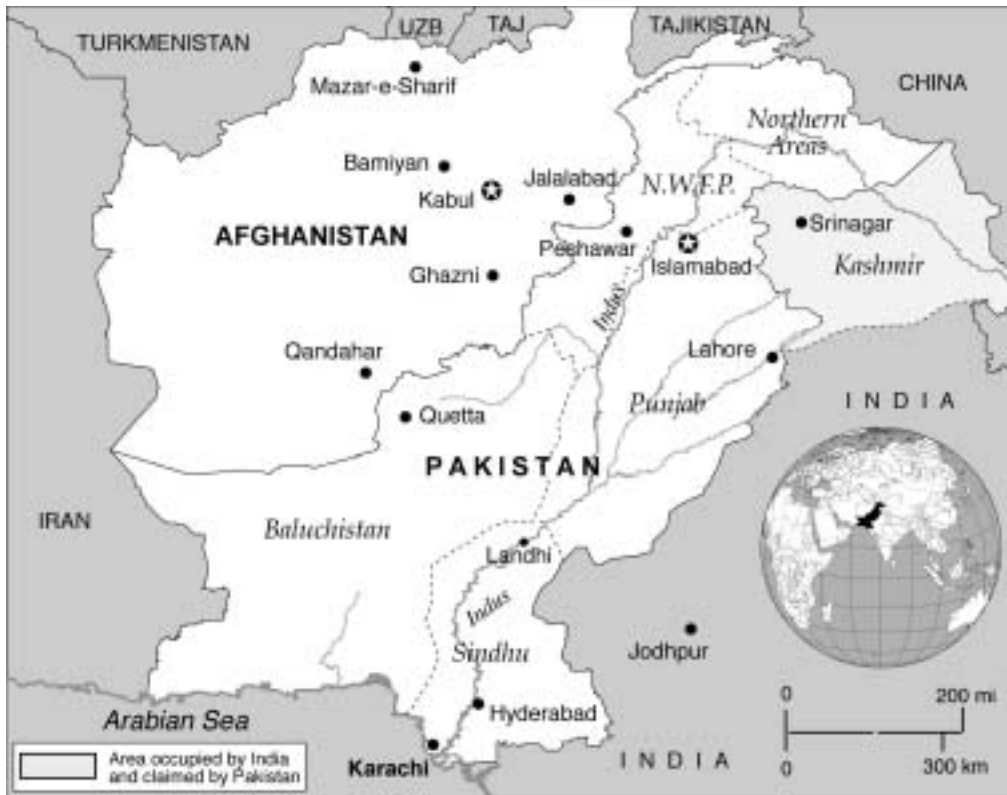 UZB
TAJ
TAJIKISTAN
TURKMENISTAN
CHINA
Mazar-e-Sharif
Northern
Areas
Bamiyan
Jalalabad
N.W.F.P.
Kabul
Srinagar
AFGHANISTAN
Peshawar
Islamabad
Kashmir
Ghazni
Indus
Qandahar
Lahore
Punjab
INDIA
Quetta
PAKISTAN
IRAN
Baluchistan
Landhi
Indus
Sindhu
Jodhpur
0 200 mi
Arabian Sea
Hyderabad
Area occupied by India
and claimed by Pakistan
Karachi
INDIA
0 300 km